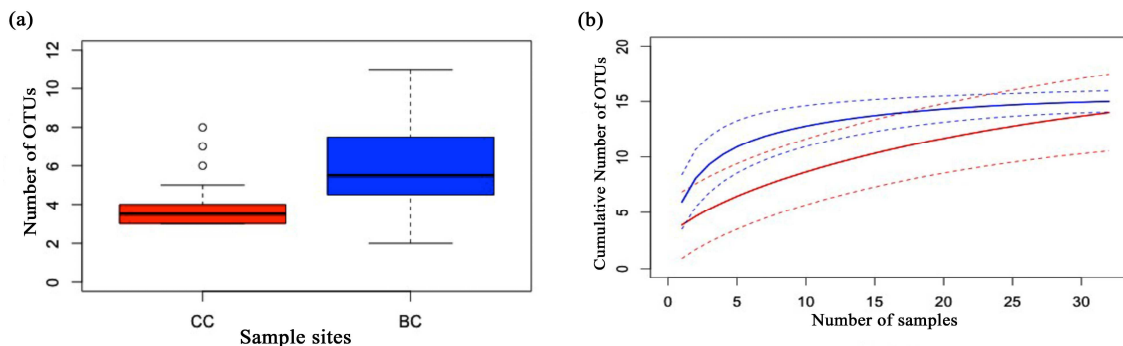 (a)
12
10
8
6
4
2
0
Number of OTUs
CC
BC
Sample sites
(b)
20
15
10
5
0
Cumulative Number of OTUs
0
5
10
15
20
25
30
Number of samples